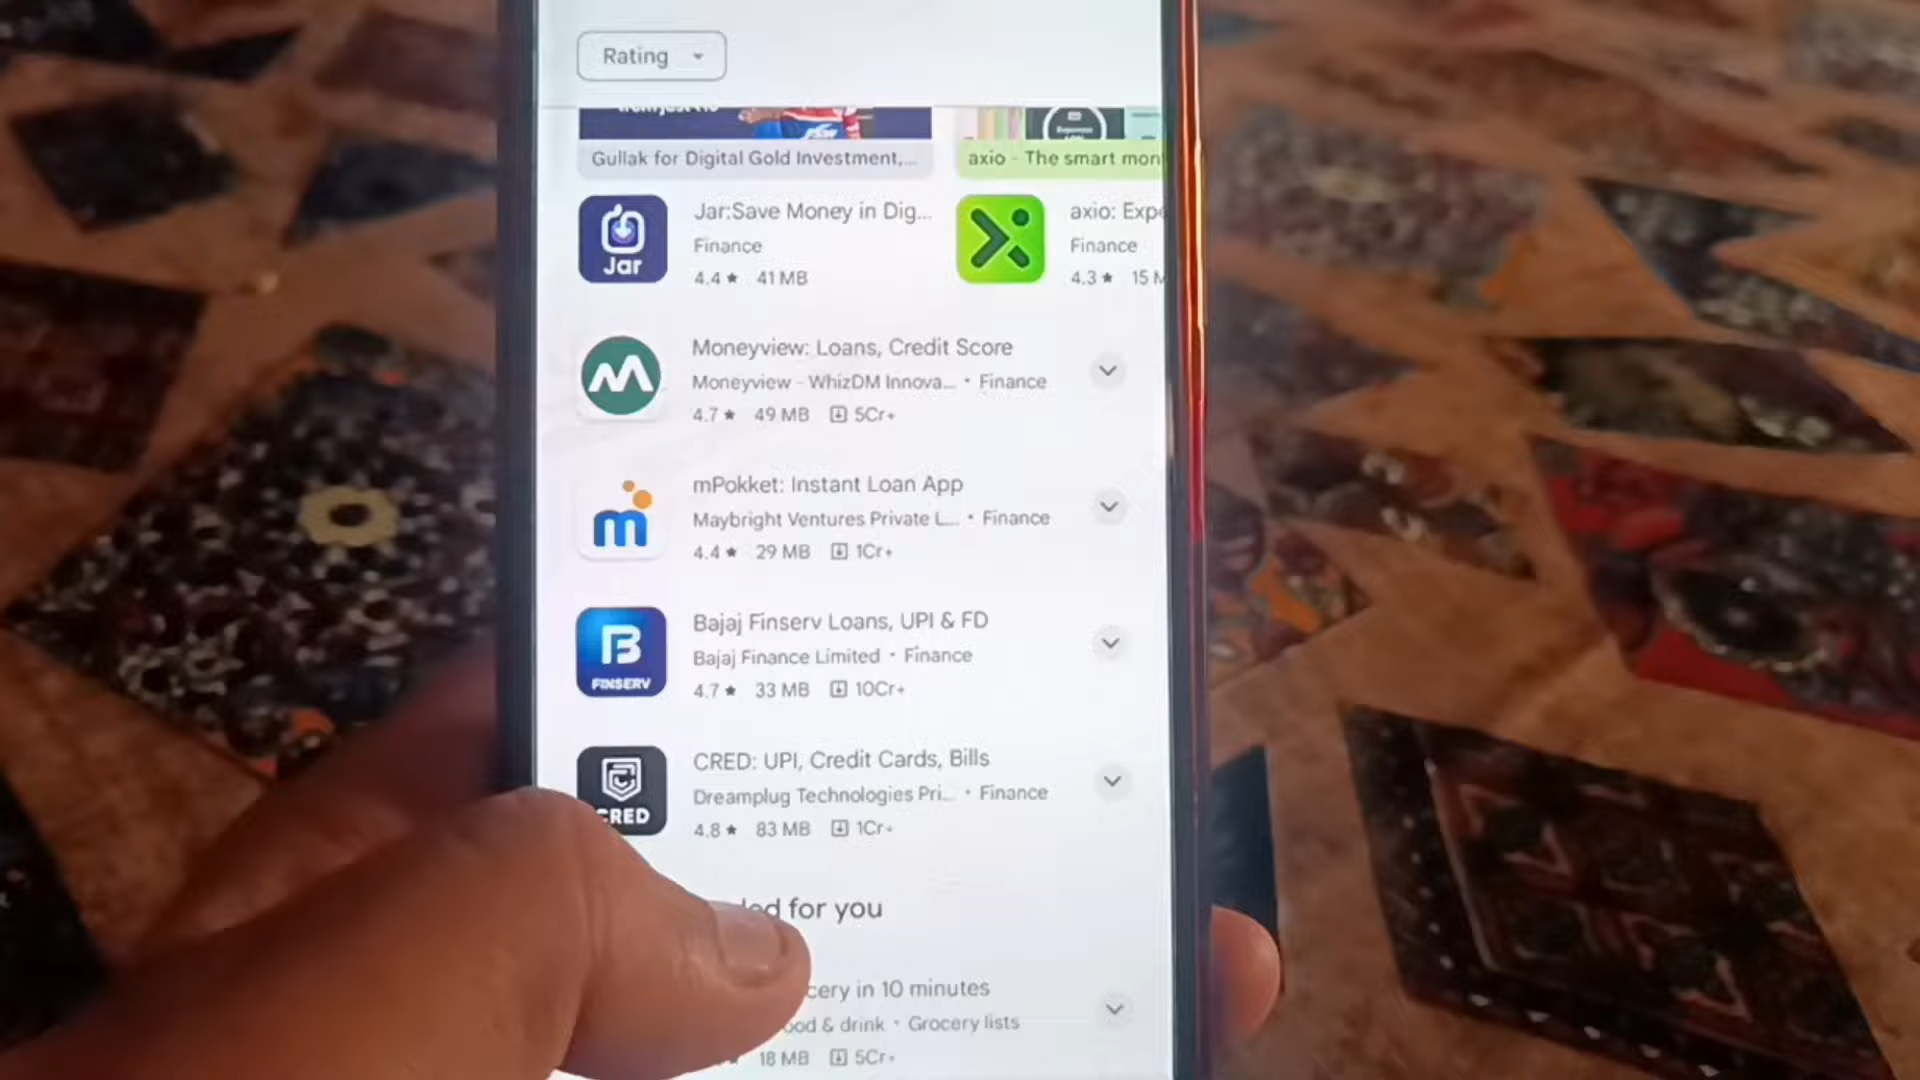 Rating
Gullak for Digital Gold Investment,...
axio - The smart mon
Jar
Jar:Save Money in Dig...
Finance
4.4★ 41 MB
axio: Exp
Finance
4.3★ 15 M
Moneyview: Loans, Credit Score
Moneyview - WhizDM Innova... • Finance
4.7★ 49 MB 5Cr+
mPokket: Instant Loan App
Maybright Ventures Private L... • Finance
4.4★ 29 MB 1Cr+
FINSERV
Bajaj Finserv Loans, UPI & FD
Bajaj Finance Limited • Finance
4.7★ 33 MB 10Cr+
CRED
CRED: UPI, Credit Cards, Bills
Dreamplug Technologies Pri... • Finance
4.8★ 83 MB 1Cr+
for you
in 10 minutes
& drink • Grocery lists
18 MB 5Cr+